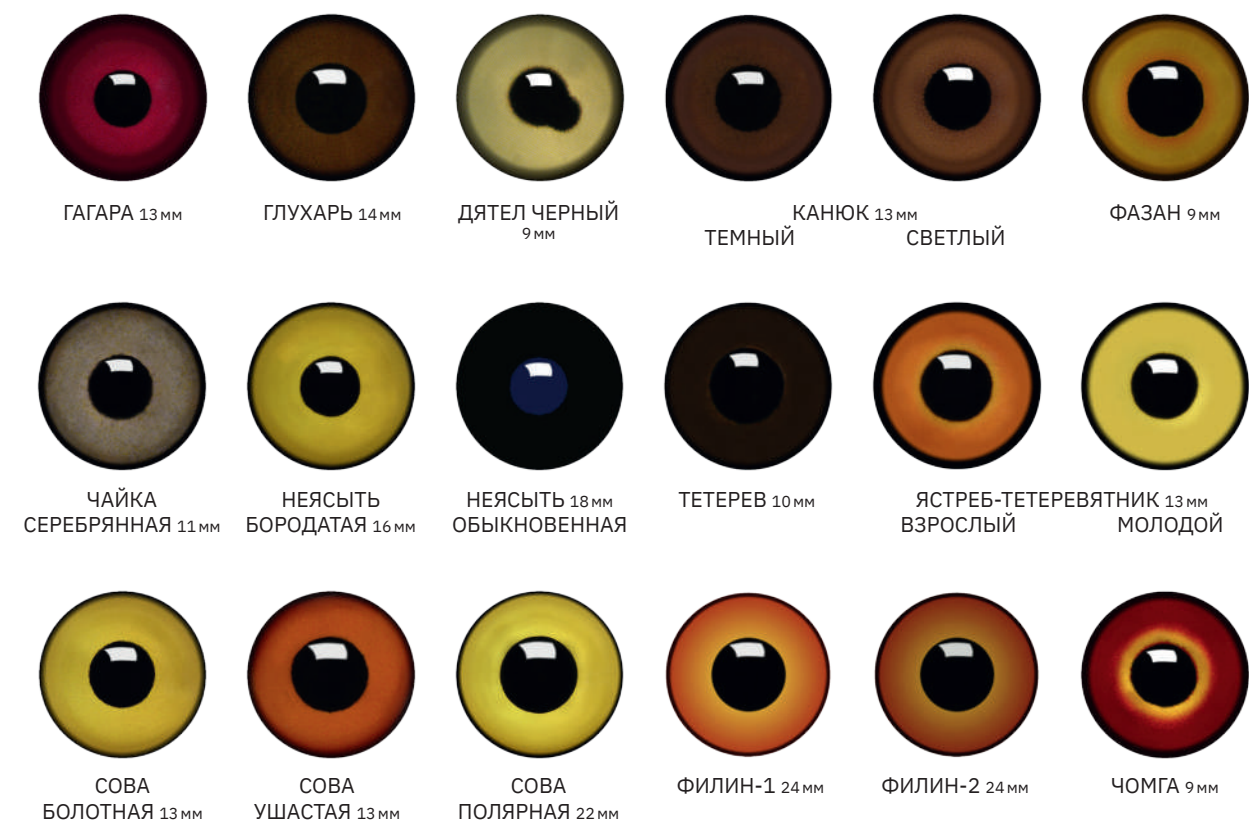 ГАГАРА 13 мм
ГЛУХАРЬ 14 мм
ДЯТЕЛ ЧЕРНЫЙ
9 мм
КАНЮК 13 мм
ТЕМНЫЙ
СВЕТЛЫЙ
ФАЗАН 9 мм
ЧАЙКА
СЕРЕБРЯННАЯ 11 мм
НЕЯСЫТЬ
БОРОДАТАЯ 16 мм
НЕЯСЫТЬ 18 мм
ОБЫКНОВЕННАЯ
ТЕТЕРЕВ 10 мм
ЯСТРЕБ-ТЕТЕРЕВЯТНИК 13 мм
ВЗРОСЛЫЙ
МОЛОДОЙ
СОВА
БОЛОТНАЯ 13 мм
СОВА
УШАСТАЯ 13 мм
СОВА
ПОЛЯРНАЯ 22 мм
ФИЛИН-1 24 мм
ФИЛИН-2 24 мм
ЧОМГА 9 мм